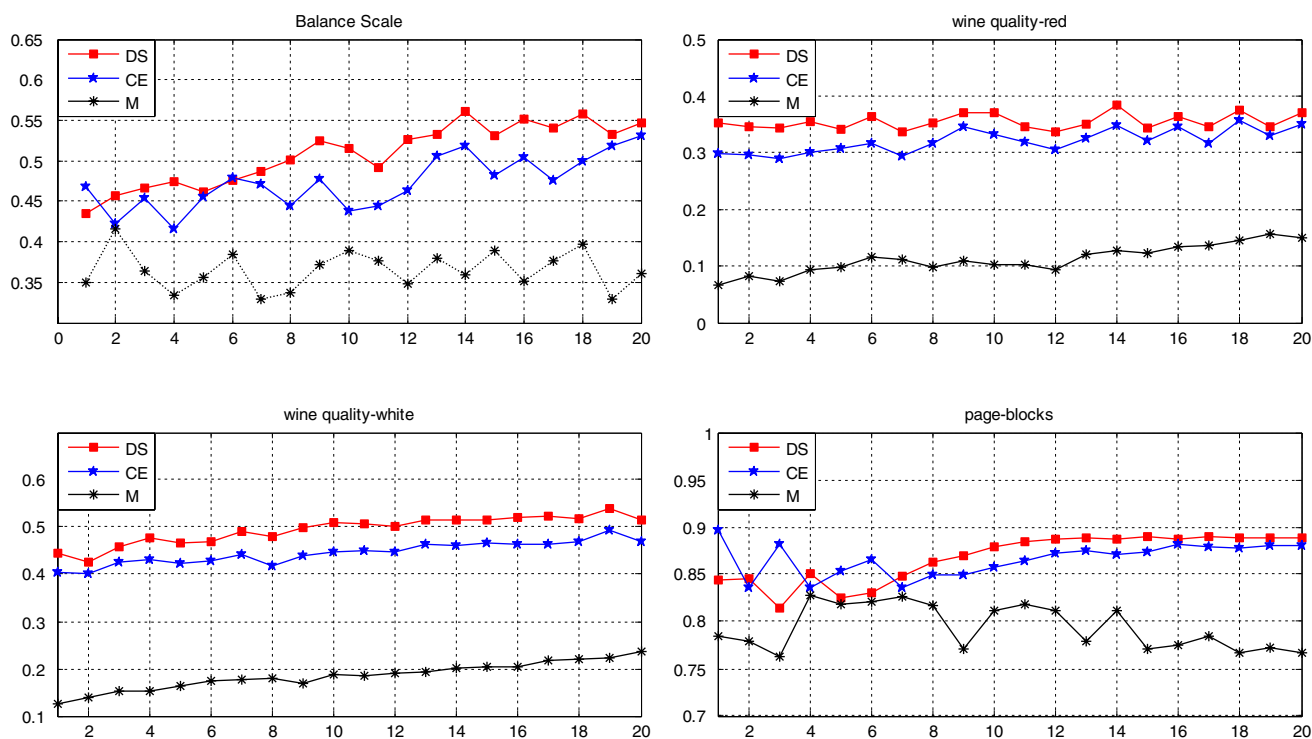 Balance Scale
0.65
0.6
0.55
0.5
0.45
0.4
0.35
DS
CE
M
0 2 4 6 8 10 12 14 16 18 20
wine quality-red
0.5
0.4
0.3
0.2
0.1
0
DS
CE
M
2 4 6 8 10 12 14 16 18 20
wine quality-white
0.6
0.5
0.4
0.3
0.2
0.1
DS
CE
M
2 4 6 8 10 12 14 16 18 20
page-blocks
1
0.95
0.9
0.85
0.8
0.75
0.7
DS
CE
M
2 4 6 8 10 12 14 16 18 20